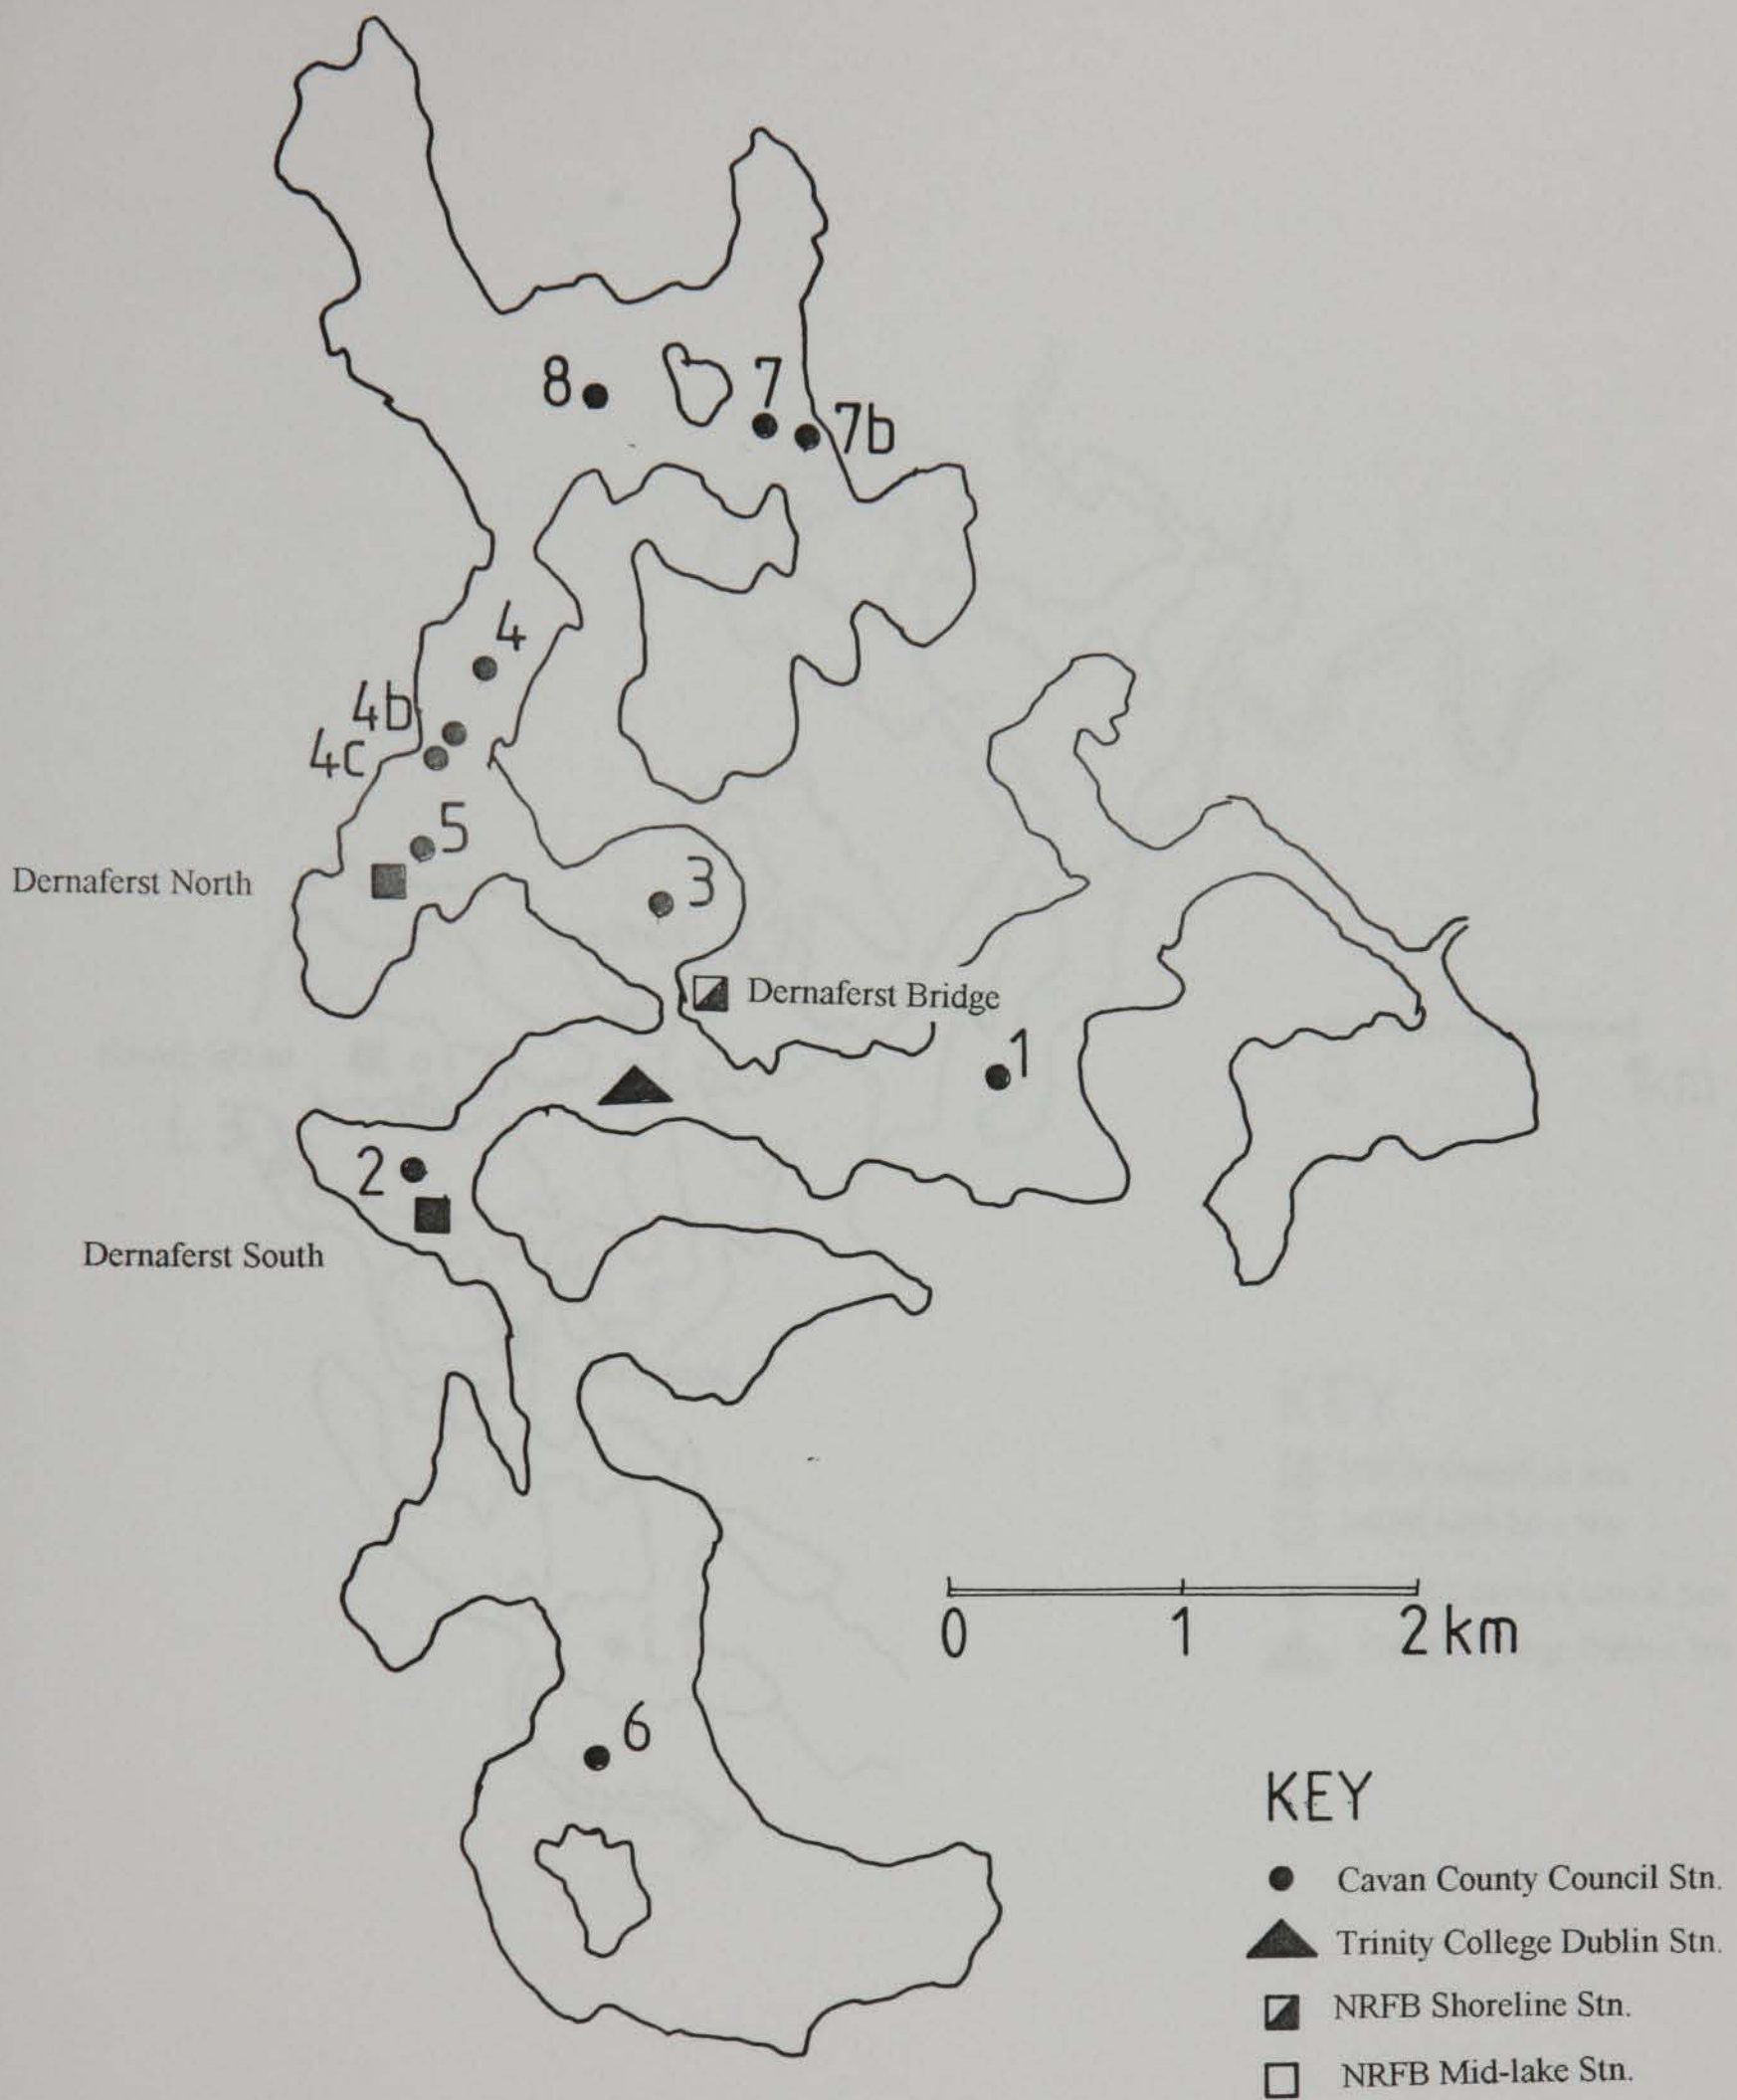 8
7
7b
4
4b
4c
5
Dernaferst North
3
Dernaferst Bridge
1
2
Dernaferst South
0 1 2 km
6
KEY
Cavan County Council Stn.
Trinity College Dublin Stn.
NRFB Shoreline Stn.
NRFB Mid-lake Stn.